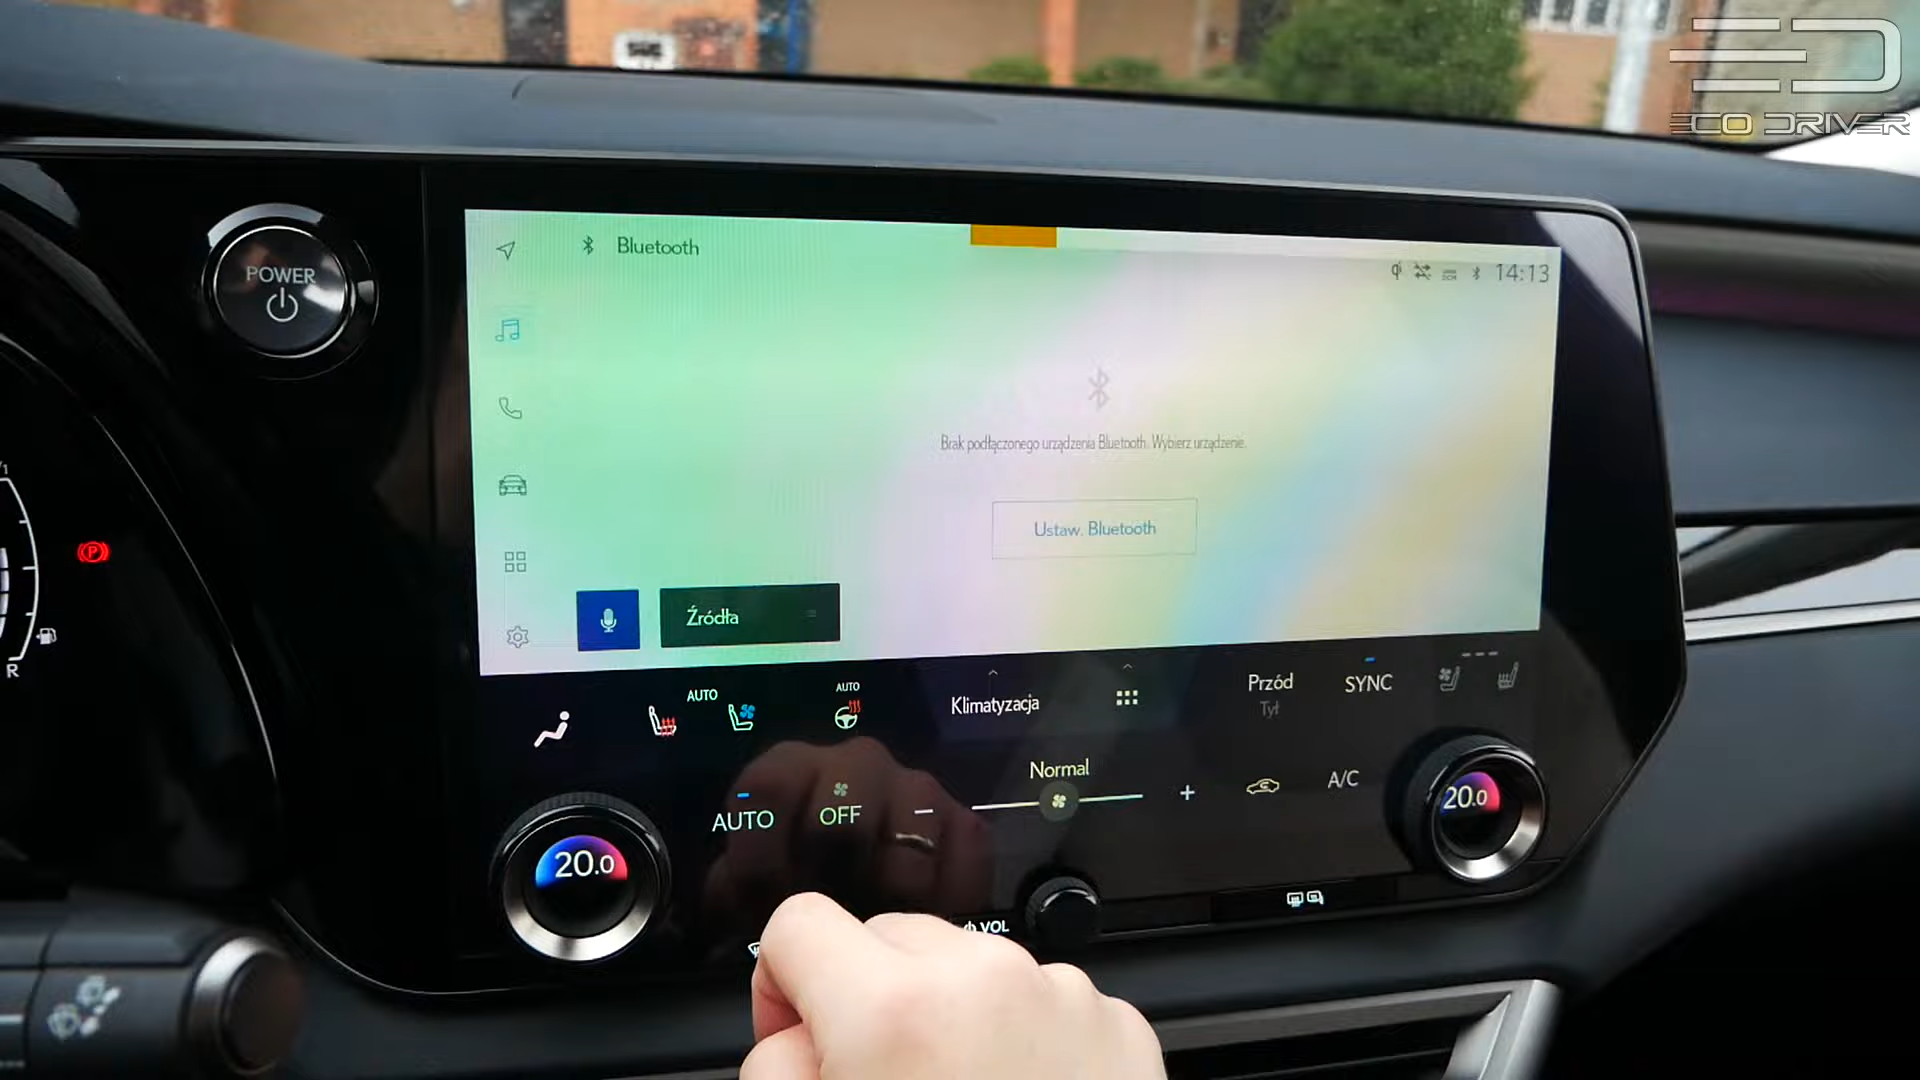 ECO DRIVER
POWER
Bluetooth
14:13
Brak podłączonego urządzenia Bluetooth. Wybierz urządzenie.
Ustaw. Bluetooth
Źródła
AUTO
AUTO
Klimatyzacja
Przód
Tył
SYNC
Normal
AUTO
OFF
A/C
20.0
20.0
VOL
P
R